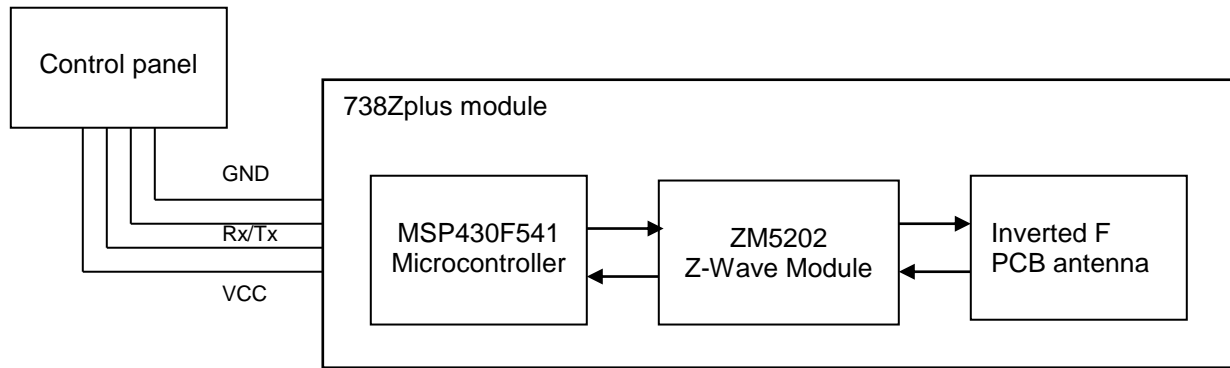 Control panel
738Zplus module
GND
Rx/Tx
VCC
MSP430F541
Microcontroller
ZM5202
Z-Wave Module
Inverted F
PCB antenna